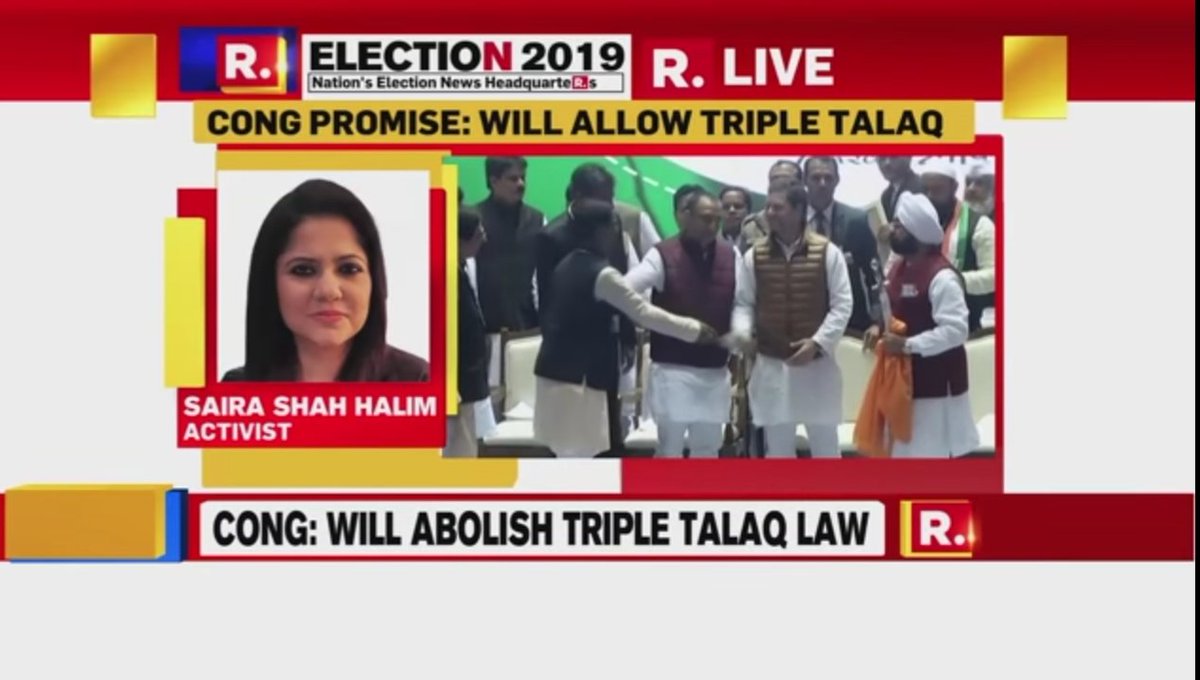 R.
ELECTION 2019
Nation's Election News HeadquarteR.s
R. LIVE
CONG PROMISE: WILL ALLOW TRIPLE TALAQ
SAIRA SHAH HALIM
ACTIVIST
CONG: WILL ABOLISH TRIPLE TALAQ LAW
R.